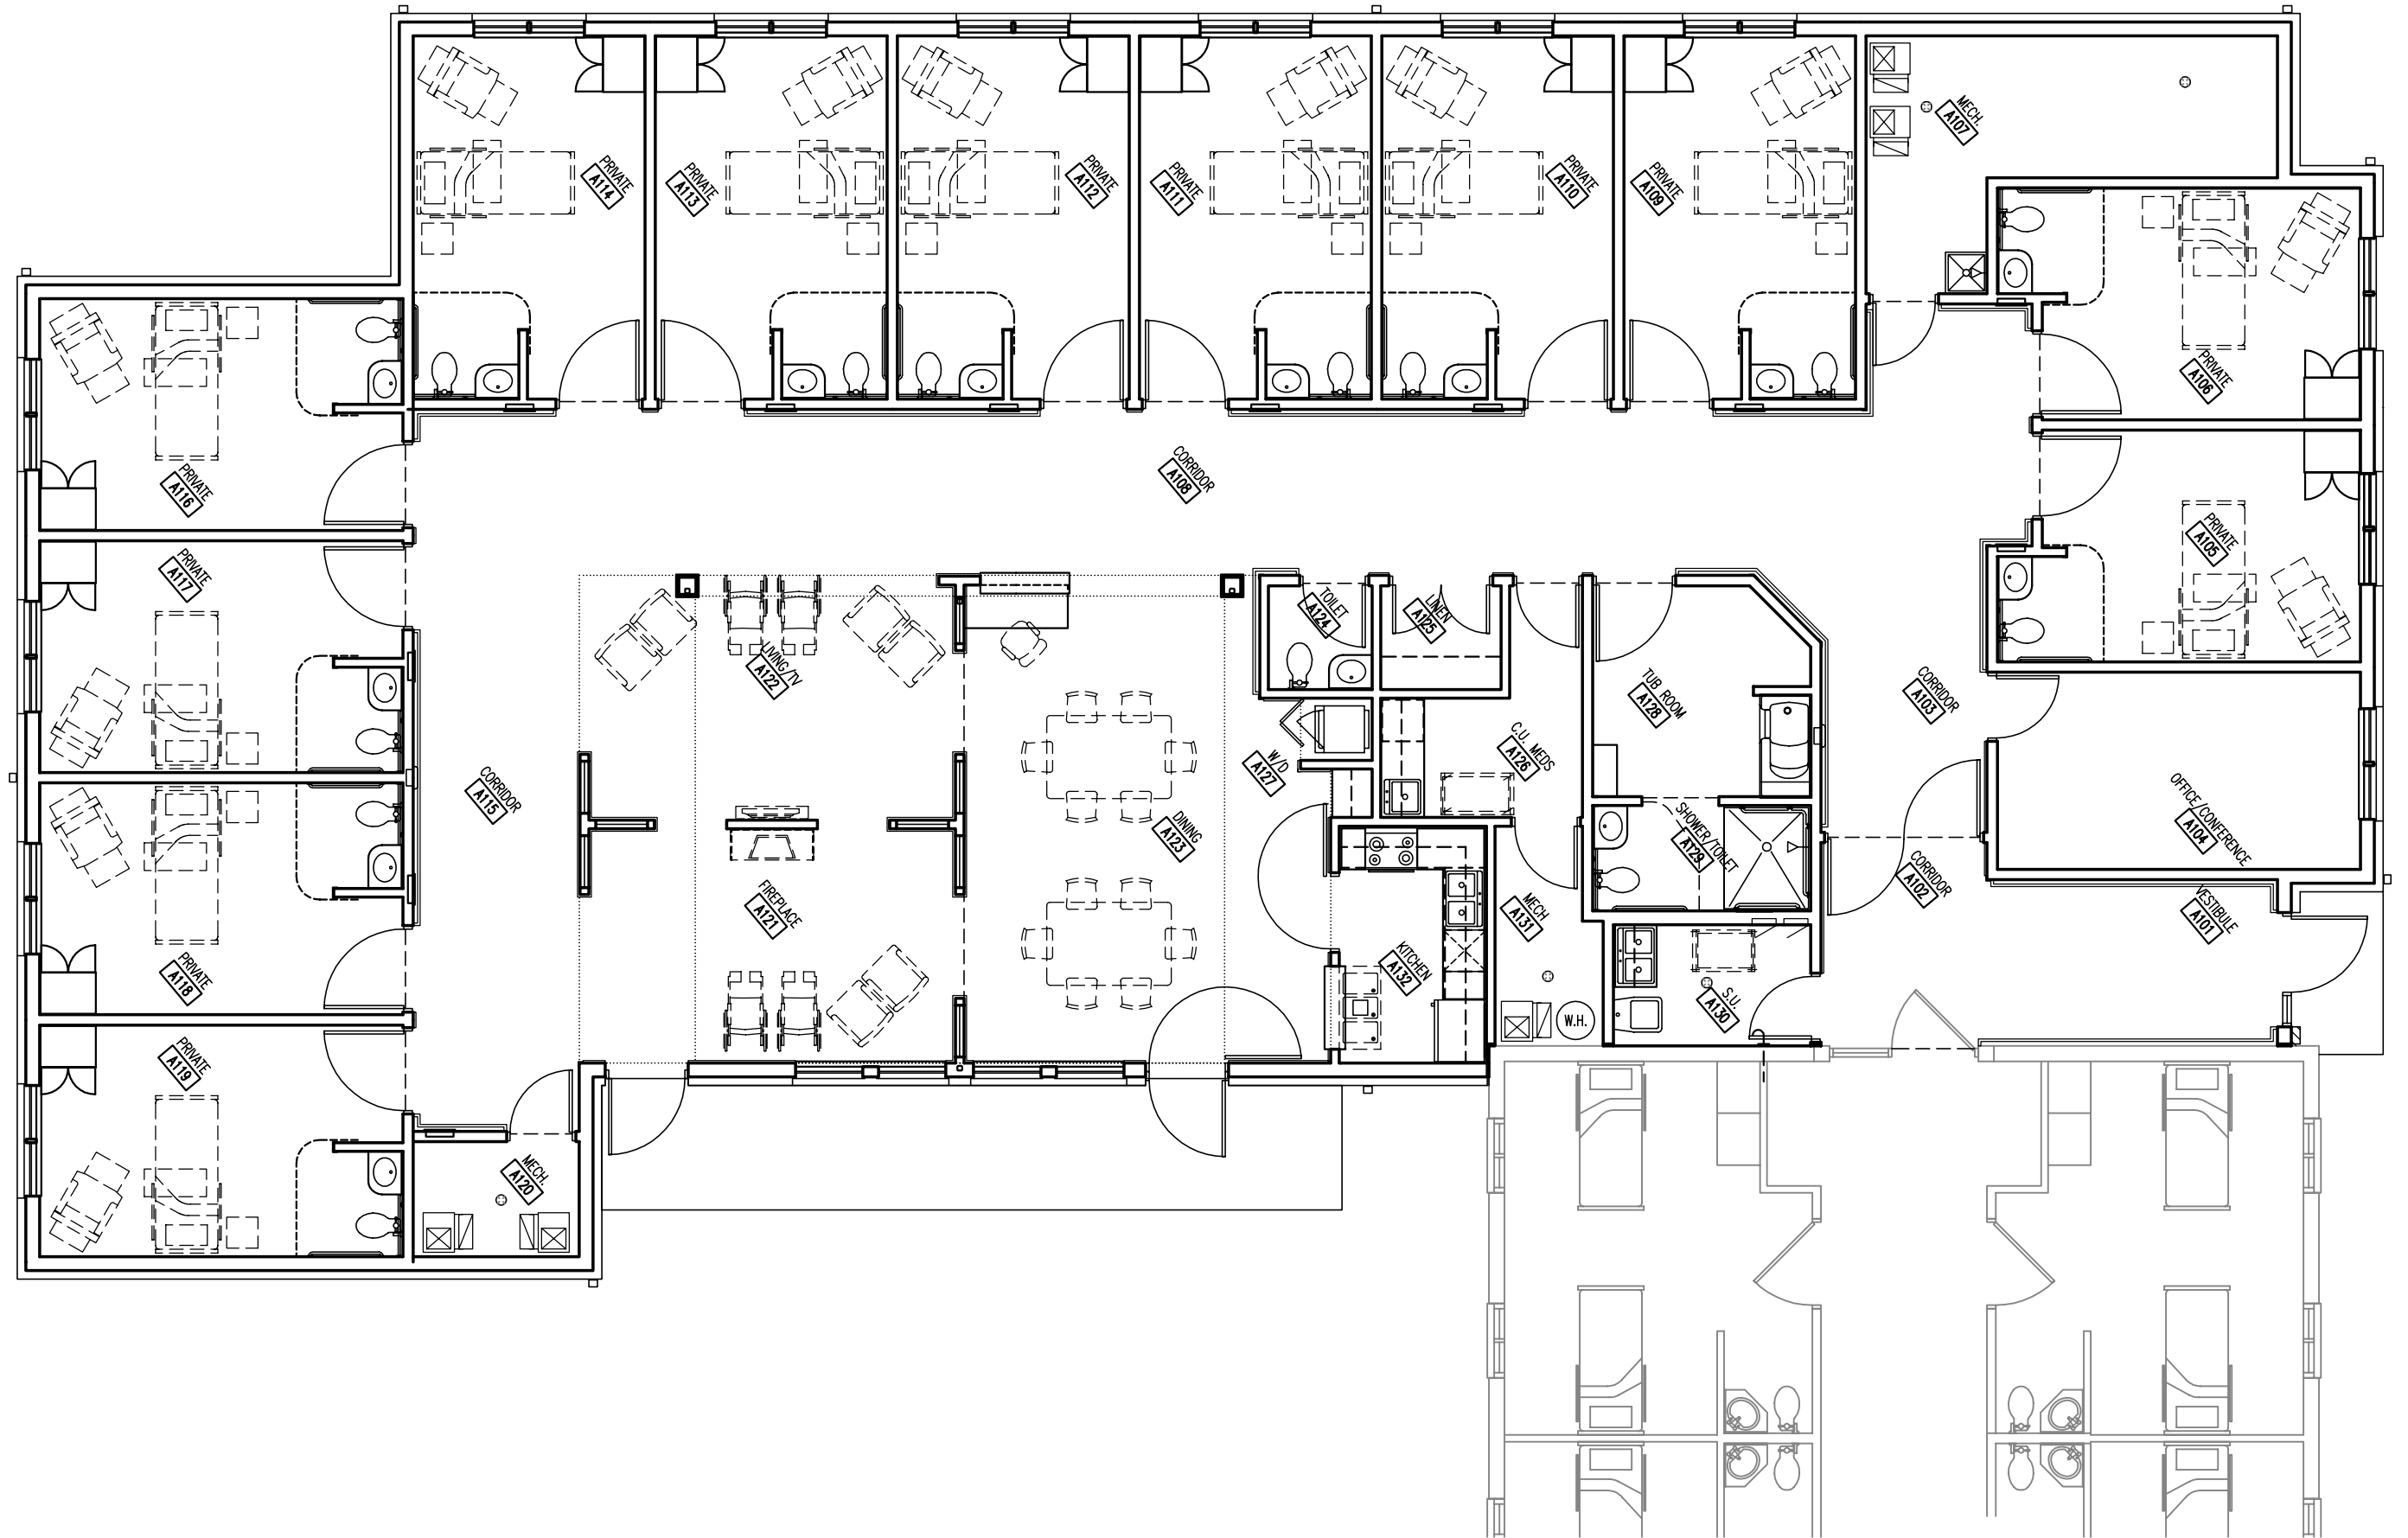 PRIVATE
A114
PRIVATE
A113
PRIVATE
A112
PRIVATE
A111
PRIVATE
A110
PRIVATE
A109
MECH.
A107
PRIVATE
A106
PRIVATE
A105
PRIVATE
A116
CORRIDOR
A108
PRIVATE
A117
LIVING/TV
A122
TOILET
A124
LINEN
A125
TUB ROOM
A128
CORRIDOR
A103
CORRIDOR
A115
W/D
A127
C.U. MEDS
A126
DINING
A123
SHOWER/TOILET
A129
OFFICE/CONFERENCE
A104
CORRIDOR
A102
VESTIBULE
A101
FIREPLACE
A121
MECH
A131
KITCHEN
A132
PRIVATE
A118
S.U.
A130
W.H.
PRIVATE
A119
MECH.
A120